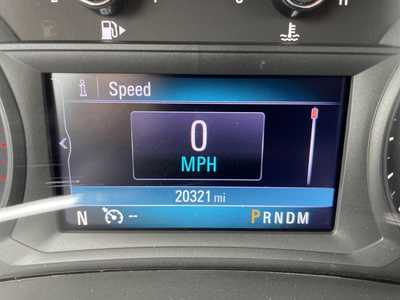 Speed
0
MPH
20321 mi
N -- PRNDM